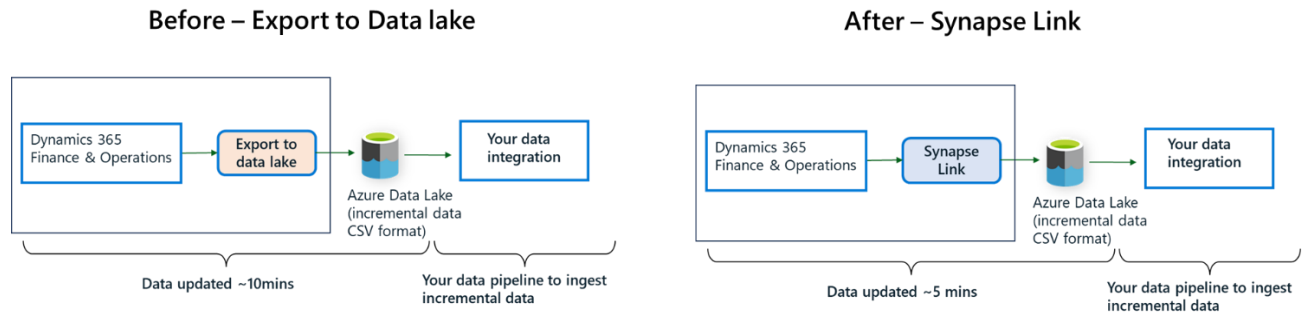 Before – Export to Data lake
Dynamics 365
Finance & Operations
Export to
data lake
Your data
integration
Azure Data Lake
(incremental data
CSV format)
Data updated ~10mins
Your data pipeline to ingest
incremental data
After – Synapse Link
Dynamics 365
Finance & Operations
Synapse
Link
Your data
integration
Azure Data Lake
(incremental data
CSV format)
Data updated ~5 mins
Your data pipeline to ingest
incremental data